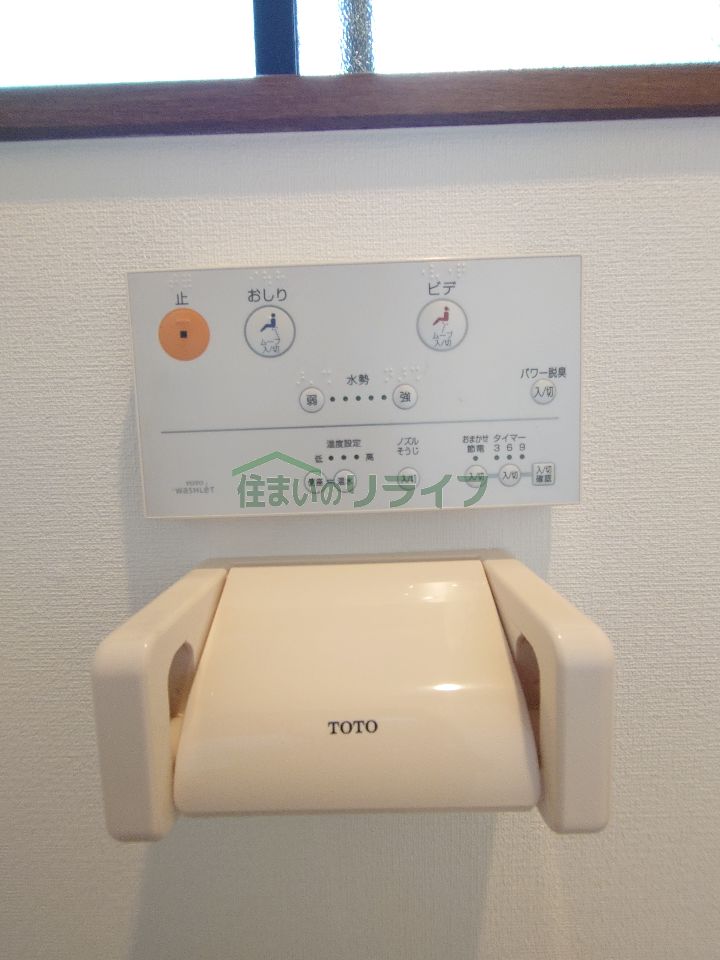 止
おしり
ビデ
ムーブ
入/切
ムーブ
入/切
水勢
弱
強
パワー脱臭
入/切
温度設定
低
高
ノズル
そうじ
おまかせ
節電
タイマー
3 6 9
便座
温水
入/切
入/切
入/切
入/切
確認
TOTO
WASHLET
住まいのリライフ
TOTO